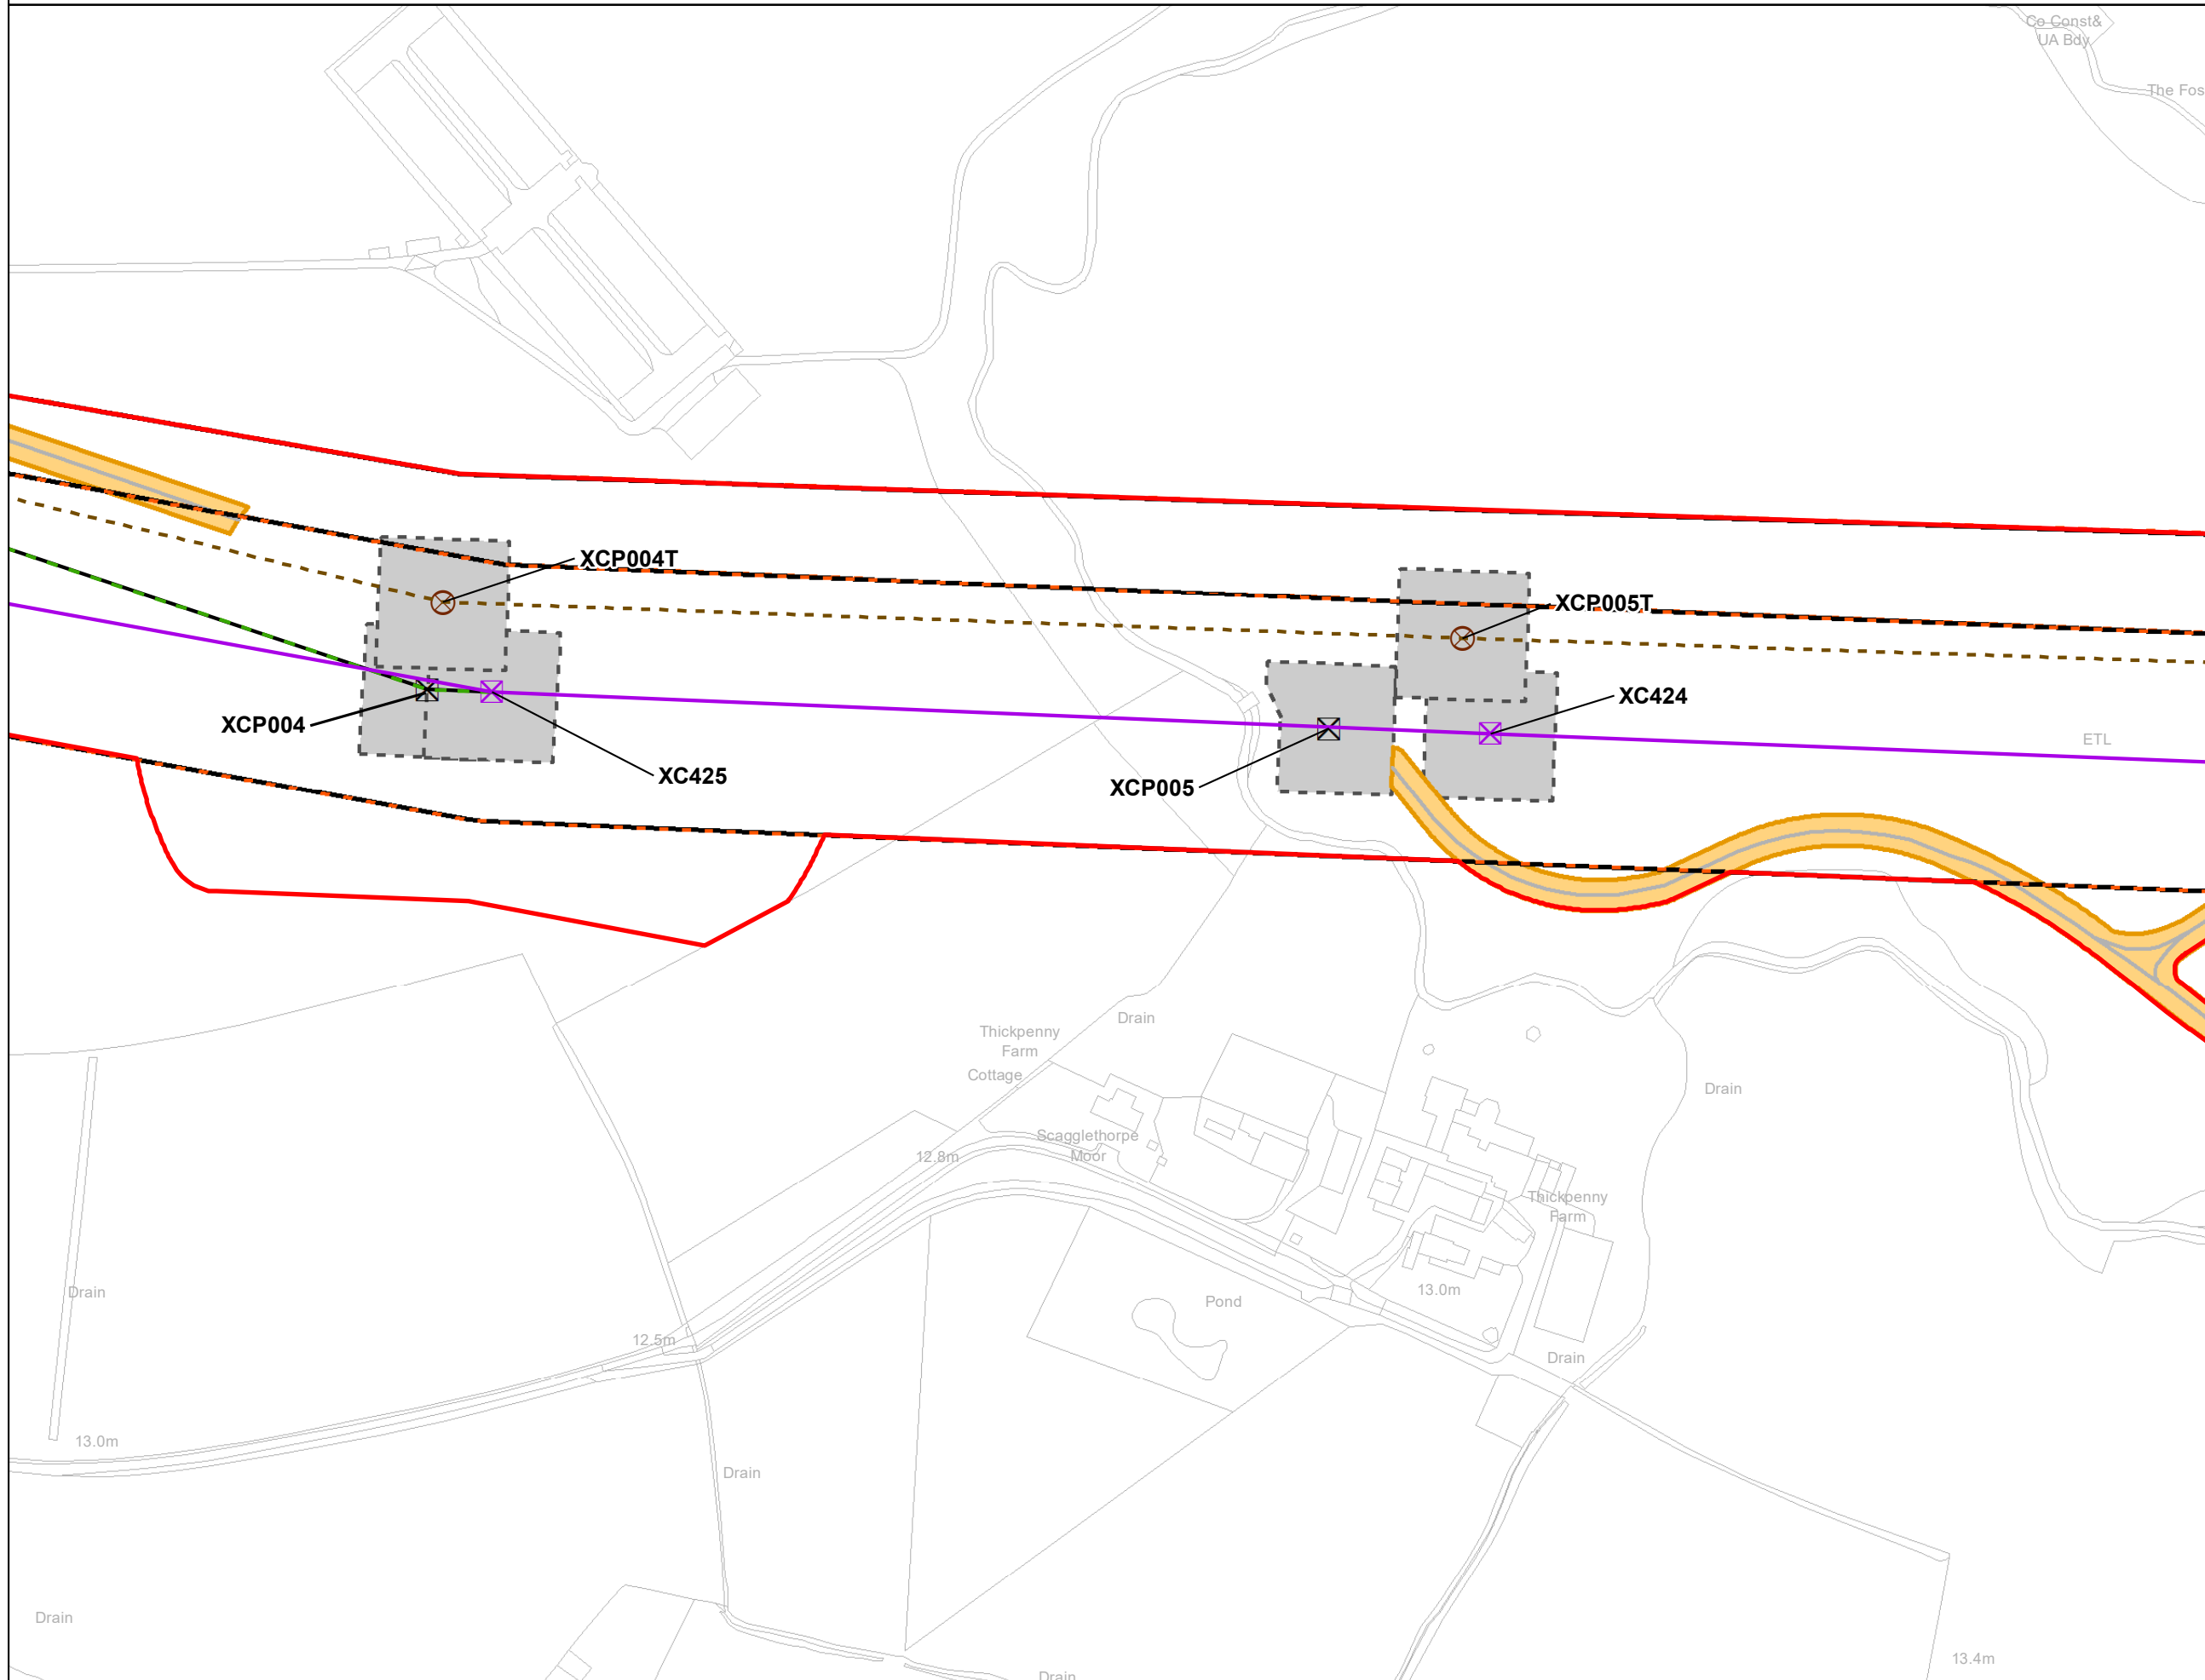 Co Const&
UA Bdy
The Fos
XCP004T
XCP005T
XC424
XCP004
ETL
XC425
XCP005
Drain
Thickpenny
Farm
Cottage
Drain
Scagglethorpe
Moor
12.8m
Thickpenny
Farm
Drain
13.0m
Pond
12.5m
Drain
13.0m
Drain
Drain
13.4m
Drain